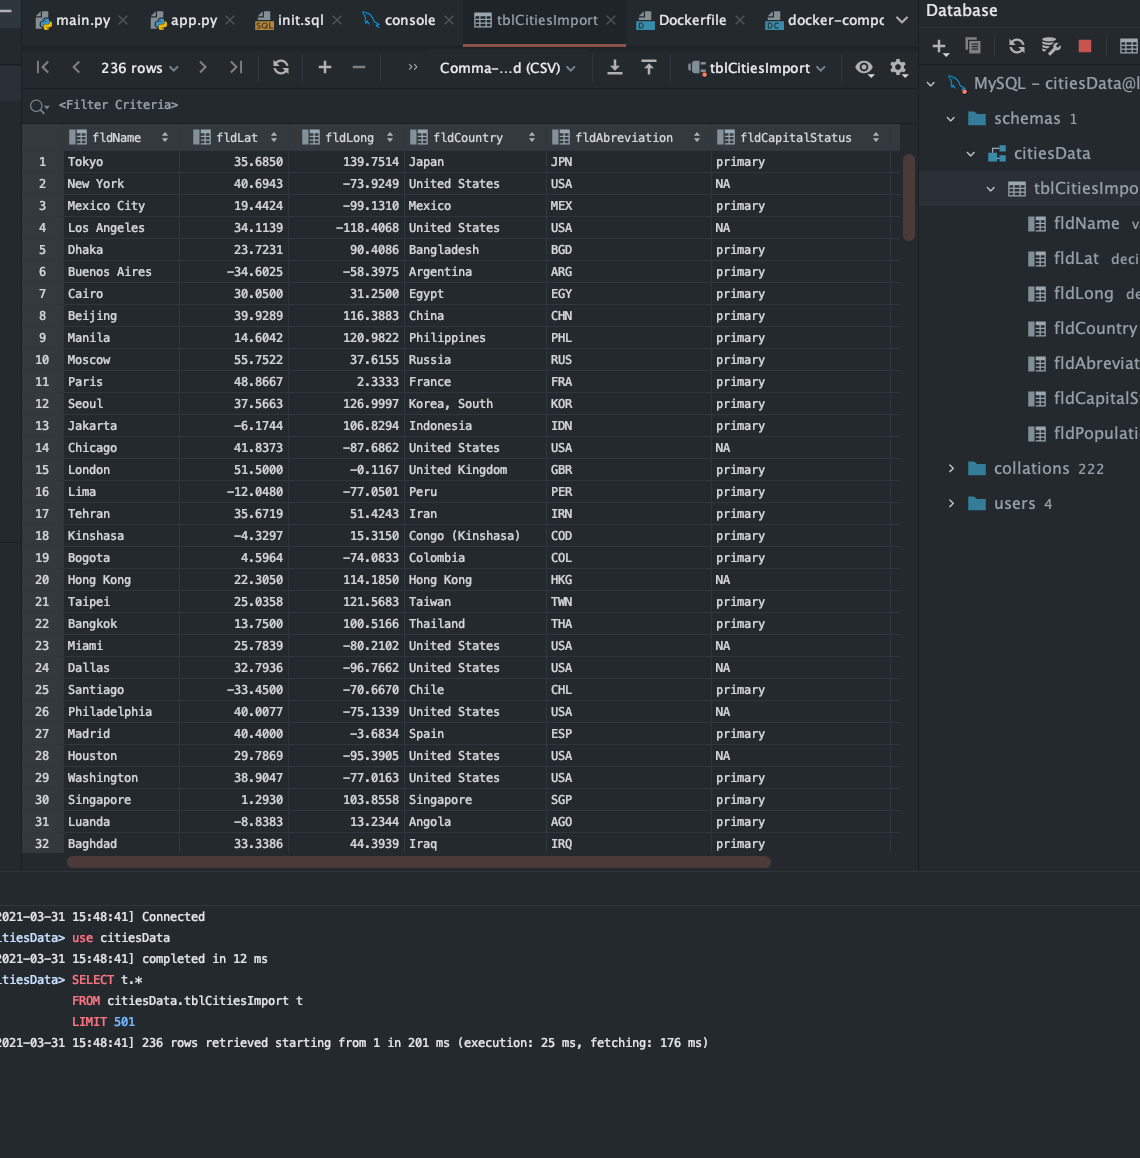 main.py app.py init.sql console tblCitiesImport Dockerfile docker-compc
Database
236 rows Comma-...d (CSV) tblCitiesImport
<Filter Criteria>
fldName fldLat fldLong fldCountry fldAbreviation fldCapitalStatus
1 Tokyo 35.6850 139.7514 Japan JPN primary
2 New York 40.6943 -73.9249 United States USA NA
3 Mexico City 19.4424 -99.1310 Mexico MEX primary
4 Los Angeles 34.1139 -118.4068 United States USA NA
5 Dhaka 23.7231 90.4086 Bangladesh BGD primary
6 Buenos Aires -34.6025 -58.3975 Argentina ARG primary
7 Cairo 30.0500 31.2500 Egypt EGY primary
8 Beijing 39.9289 116.3883 China CHN primary
9 Manila 14.6042 120.9822 Philippines PHL primary
10 Moscow 55.7522 37.6155 Russia RUS primary
11 Paris 48.8667 2.3333 France FRA primary
12 Seoul 37.5663 126.9997 Korea, South KOR primary
13 Jakarta -6.1744 106.8294 Indonesia IDN primary
14 Chicago 41.8373 -87.6862 United States USA NA
15 London 51.5000 -0.1167 United Kingdom GBR primary
16 Lima -12.0480 -77.0501 Peru PER primary
17 Tehran 35.6719 51.4243 Iran IRN primary
18 Kinshasa -4.3297 15.3150 Congo (Kinshasa) COD primary
19 Bogota 4.5964 -74.0833 Colombia COL primary
20 Hong Kong 22.3050 114.1850 Hong Kong HKG NA
21 Taipei 25.0358 121.5683 Taiwan TWN primary
22 Bangkok 13.7500 100.5166 Thailand THA primary
23 Miami 25.7839 -80.2102 United States USA NA
24 Dallas 32.7936 -96.7662 United States USA NA
25 Santiago -33.4500 -70.6670 Chile CHL primary
26 Philadelphia 40.0077 -75.1339 United States USA NA
27 Madrid 40.4000 -3.6834 Spain ESP primary
28 Houston 29.7869 -95.3905 United States USA NA
29 Washington 38.9047 -77.0163 United States USA primary
30 Singapore 1.2930 103.8558 Singapore SGP primary
31 Luanda -8.8383 13.2344 Angola AGO primary
32 Baghdad 33.3386 44.3939 Iraq IRQ primary
MySQL - citiesData@l
schemas 1
citiesData
tblCitiesImpo
fldName v
fldLat deci
fldLong de
fldCountry
fldAbreviat
fldCapitalS
fldPopulati
collations 222
users 4
2021-03-31 15:48:41] Connected
itiesData> use citiesData
2021-03-31 15:48:41] completed in 12 ms
itiesData> SELECT t.*
FROM citiesData.tblCitiesImport t
LIMIT 501
2021-03-31 15:48:41] 236 rows retrieved starting from 1 in 201 ms (execution: 25 ms, fetching: 176 ms)